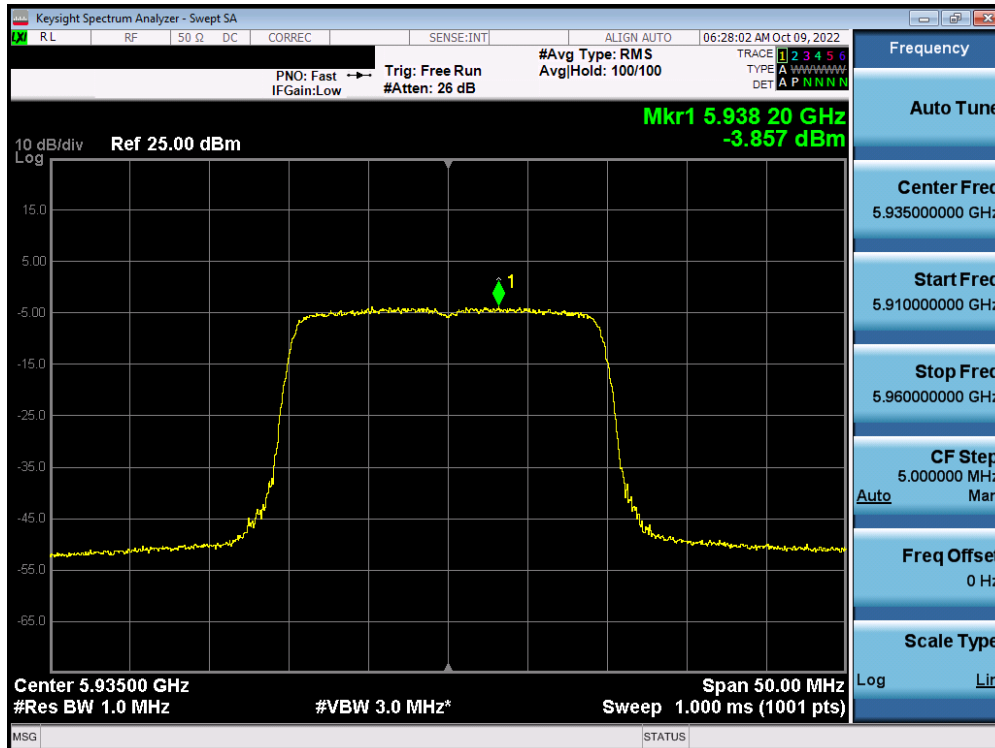 Keysight Spectrum Analyzer - Swept SA
LXI RL RF 50 Ω DC CORREC SENSE:INT ALIGN AUTO 06:28:02 AM Oct 09, 2022
PNO: Fast
IFGain:Low
Trig: Free Run
#Atten: 26 dB
#Avg Type: RMS
Avg|Hold: 100/100
TRACE 1 2 3 4 5 6
TYPE A WWWWW
DET A P N N N N
Mkr1 5.938 20 GHz
-3.857 dBm
10 dB/div Ref 25.00 dBm
Log
15.0
5.00
1
-5.00
-15.0
-25.0
-35.0
-45.0
-55.0
-65.0
Center 5.93500 GHz Span 50.00 MHz
#Res BW 1.0 MHz #VBW 3.0 MHz* Sweep 1.000 ms (1001 pts)
MSG STATUS
Frequency
Auto Tune
Center Freq
5.935000000 GHz
Start Freq
5.910000000 GHz
Stop Freq
5.960000000 GHz
CF Step
5.000000 MHz
Auto Man
Freq Offset
0 Hz
Scale Type
Log Lin